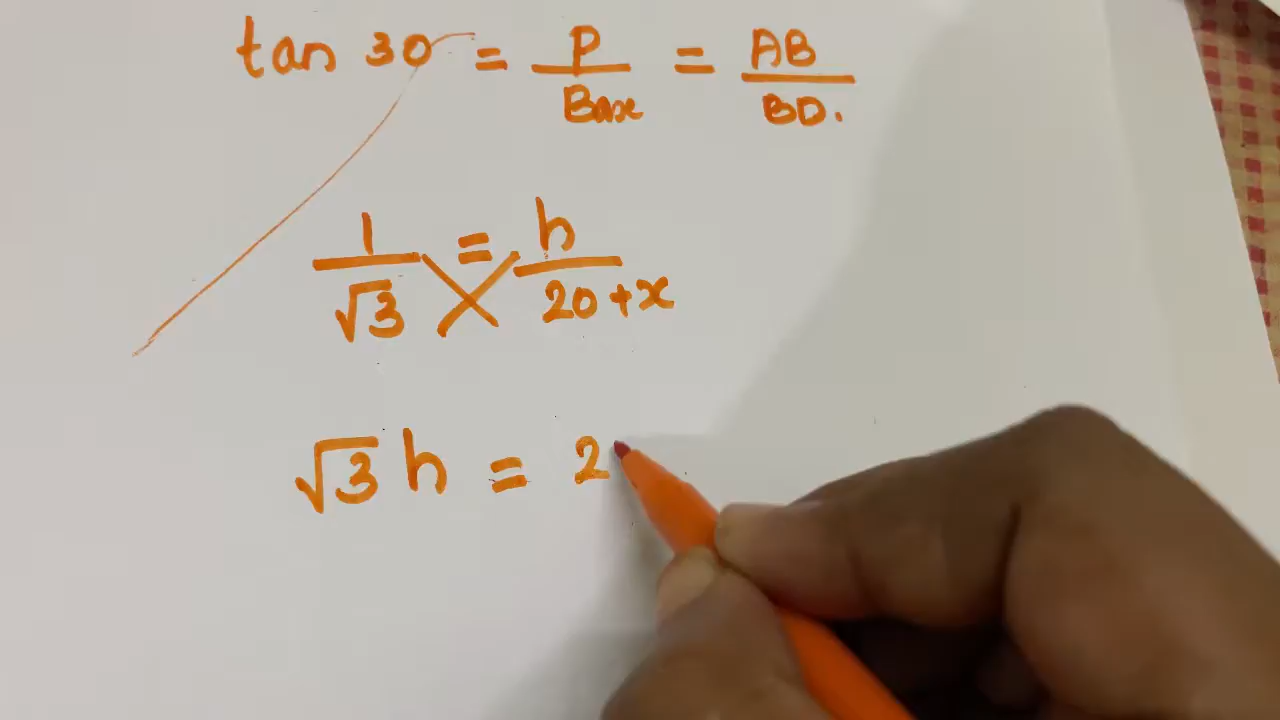 tan 30 = P/Base = AB/BD.
1/√3 = h/20+x
√3 h = 2